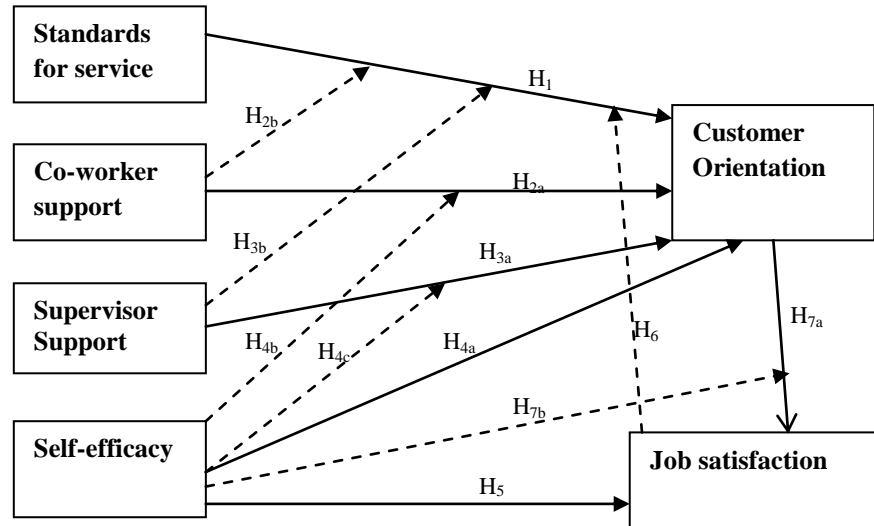 Standards
for service
H1
H2b
Customer
Orientation
Co-worker
support
H2a
H3b
H3a
Supervisor
Support
H4b
H4c
H4a
H6
H7a
H7b
Self-efficacy
Job satisfaction
H5